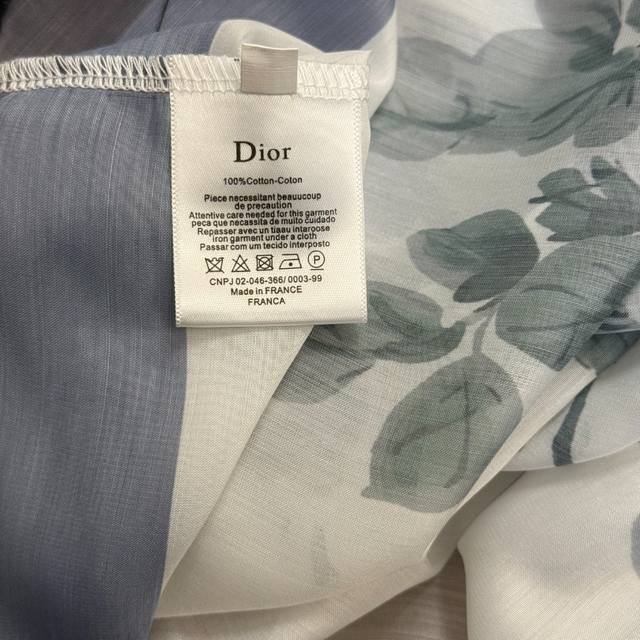 Dior
100%Cotton-Coton
Piece necessitant beauucoup
de precaution
Attentive care needed for this garment
peca que necassita de muito cuidado
Repasser avec un tiaau intaroose
iron garment under a cloth
Passar com um tecido interposto
CNPJ 02-046-366/ 0003-99
Made in FRANCE
FRANCA